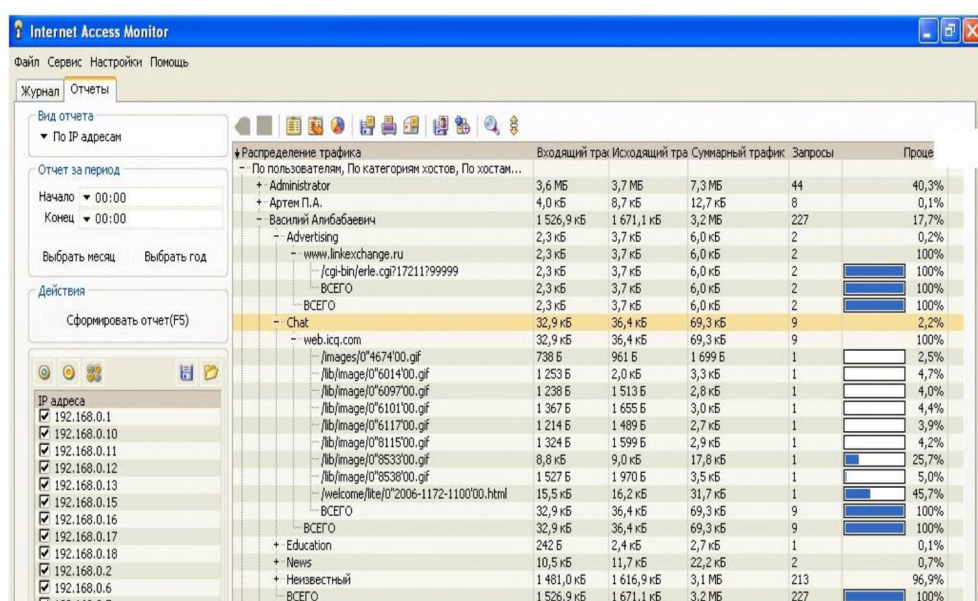 Internet Access Monitor
Файл Сервис Настройки Помощь
Журнал Отчеты
Вид отчета
По IP адресам
Отчет за период
Начало 00:00
Конец 00:00
Выбрать месяц Выбрать год
Действия
Сформировать отчет(F5)
IP адреса
192.168.0.1
192.168.0.10
192.168.0.11
192.168.0.12
192.168.0.13
192.168.0.15
192.168.0.16
192.168.0.17
192.168.0.18
192.168.0.2
192.168.0.6
Распределение трафика Входящий трак Исходящий тра Суммарный трафик Запросы Проце
По пользователям, По категориям хостов, По хостам...
+ Administrator 3,6 МБ 3,7 МБ 7,3 МБ 44 40,3%
+ Артем П.А. 4,0 кБ 8,7 кБ 12,7 кБ 8 0,1%
- Василий Алибабаевич 1 526,9 кБ 1 671,1 кБ 3,2 МБ 227 17,7%
- Advertising 2,3 кБ 3,7 кБ 6,0 кБ 2 0,2%
- www.linkexchange.ru 2,3 кБ 3,7 кБ 6,0 кБ 2 100%
/cgi-bin/erle.cgi?17211?99999 2,3 кБ 3,7 кБ 6,0 кБ 2 100%
ВСЕГО 2,3 кБ 3,7 кБ 6,0 кБ 2 100%
ВСЕГО 2,3 кБ 3,7 кБ 6,0 кБ 2 100%
- Chat 32,9 кБ 36,4 кБ 69,3 кБ 9 2,2%
- web.icq.com 32,9 кБ 36,4 кБ 69,3 кБ 9 100%
/images/0"4674'00.gif 738 Б 961 Б 1 699 Б 1 2,5%
/lib/image/0"6014'00.gif 1 253 Б 2,0 кБ 3,3 кБ 1 4,7%
/lib/image/0"6097'00.gif 1 238 Б 1 513 Б 2,8 кБ 1 4,0%
/lib/image/0"6101'00.gif 1 367 Б 1 655 Б 3,0 кБ 1 4,4%
/lib/image/0"6117'00.gif 1 214 Б 1 489 Б 2,7 кБ 1 3,9%
/lib/image/0"8115'00.gif 1 324 Б 1 599 Б 2,9 кБ 1 4,2%
/lib/image/0"8533'00.gif 8,8 кБ 9,0 кБ 17,8 кБ 1 25,7%
/lib/image/0"8538'00.gif 1 527 Б 1 970 Б 3,5 кБ 1 5,0%
/welcome/lite/0"2006-1172-1100'00.html 15,5 кБ 16,2 кБ 31,7 кБ 1 45,7%
ВСЕГО 32,9 кБ 36,4 кБ 69,3 кБ 9 100%
ВСЕГО 32,9 кБ 36,4 кБ 69,3 кБ 9 100%
+ Education 242 Б 2,4 кБ 2,7 кБ 1 0,1%
+ News 10,5 кБ 11,7 кБ 22,2 кБ 2 0,7%
+ Неизвестный 1 481,0 кБ 1 616,9 кБ 3,1 МБ 213 96,9%
ВСЕГО 1 526,9 кБ 1 671,1 кБ 3,2 МБ 227 100%